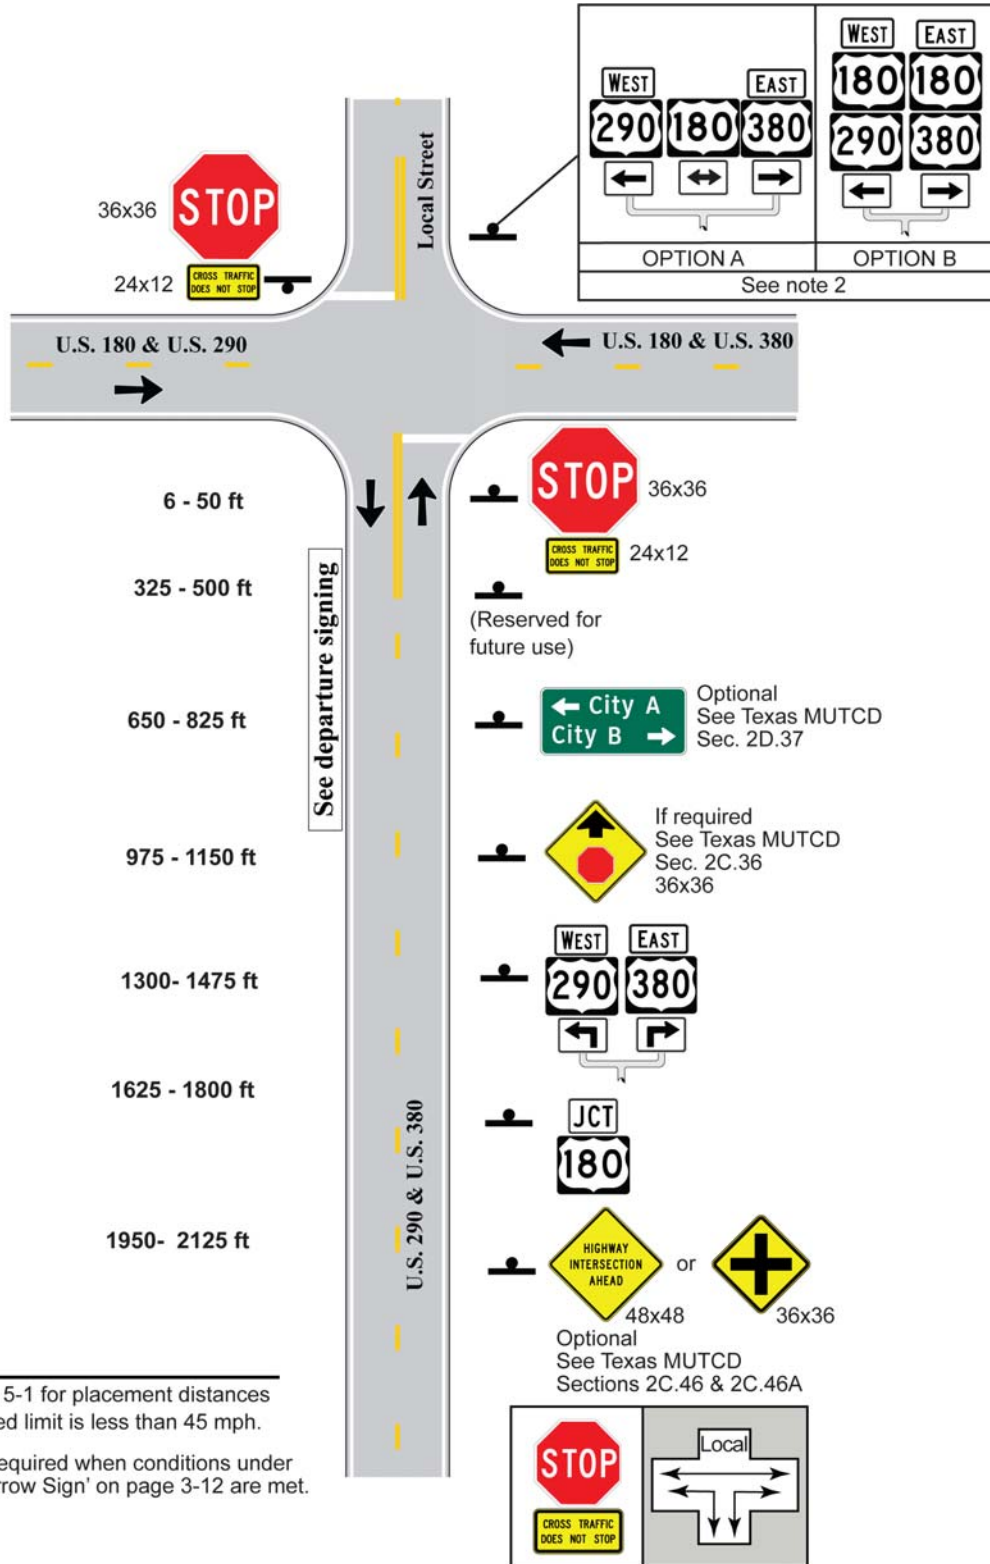 WEST
EAST
290
180
380
OPTION A
WEST
EAST
180
180
290
380
OPTION B
See note 2
Local Street
36x36
STOP
24x12
CROSS TRAFFIC
DOES NOT STOP
U.S. 180 & U.S. 290
U.S. 180 & U.S. 380
6 - 50 ft
STOP
36x36
CROSS TRAFFIC
DOES NOT STOP
24x12
325 - 500 ft
(Reserved for
future use)
See departure signing
650 - 825 ft
City A
City B
Optional
See Texas MUTCD
Sec. 2D.37
975 - 1150 ft
If required
See Texas MUTCD
Sec. 2C.36
36x36
1300- 1475 ft
WEST
EAST
290
380
1625 - 1800 ft
JCT
180
U.S. 290 & U.S. 380
1950- 2125 ft
HIGHWAY
INTERSECTION
AHEAD
or
48x48
36x36
Optional
See Texas MUTCD
Sections 2C.46 & 2C.46A
5-1 for placement distances
ed limit is less than 45 mph.
equired when conditions under
rrow Sign' on page 3-12 are met.
STOP
CROSS TRAFFIC
DOES NOT STOP
Local